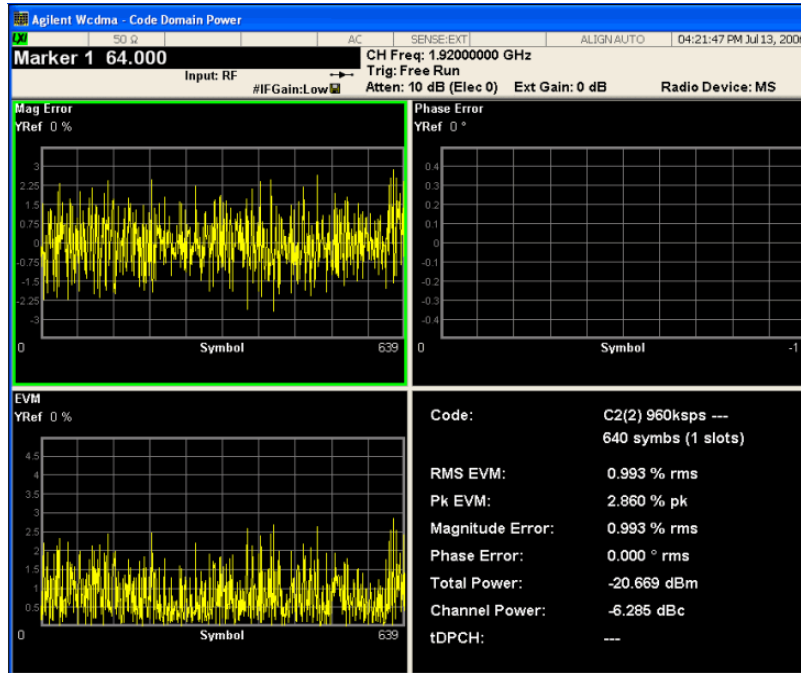 Agilent Wcdma - Code Domain Power
LXI 50 Ω AC SENSE:EXT ALIGN AUTO 04:21:47 PM Jul 13, 200
Marker 1 64.000
Input: RF
#IFGain:Low
CH Freq: 1.92000000 GHz
Trig: Free Run
Atten: 10 dB (Elec 0) Ext Gain: 0 dB Radio Device: MS
Mag Error
YRef 0 %
3
2.25
1.5
0.75
0
-0.75
-1.5
-2.25
-3
0 Symbol 639
Phase Error
YRef 0 °
0.4
0.3
0.2
0.1
0
-0.1
-0.2
-0.3
-0.4
0 Symbol -1
EVM
YRef 0 %
4.5
4
3.5
3
2.5
2
1.5
1
0.5
0 Symbol 639
Code: C2(2) 960ksps ---
640 symbs (1 slots)
RMS EVM: 0.993 % rms
Pk EVM: 2.860 % pk
Magnitude Error: 0.993 % rms
Phase Error: 0.000 ° rms
Total Power: -20.669 dBm
Channel Power: -6.285 dBc
tDPCH: ---